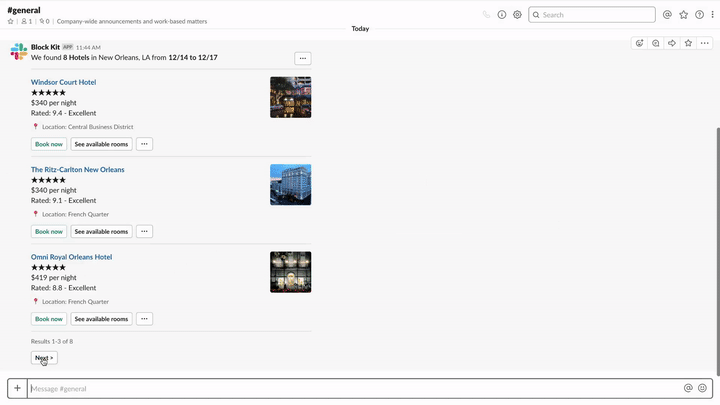 #general
1
0
Company-wide announcements and work-based matters
Search
Today
Block Kit APP 11:44 AM
We found 8 Hotels in New Orleans, LA from 12/14 to 12/17
Windsor Court Hotel
★★★★★
$340 per night
Rated: 9.4 - Excellent
Location: Central Business District
Book now
See available rooms
The Ritz-Carlton New Orleans
★★★★★
$340 per night
Rated: 9.1 - Excellent
Location: French Quarter
Book now
See available rooms
Omni Royal Orleans Hotel
★★★★★
$419 per night
Rated: 8.8 - Excellent
Location: French Quarter
Book now
See available rooms
Results 1-3 of 8
Next >
Message #general